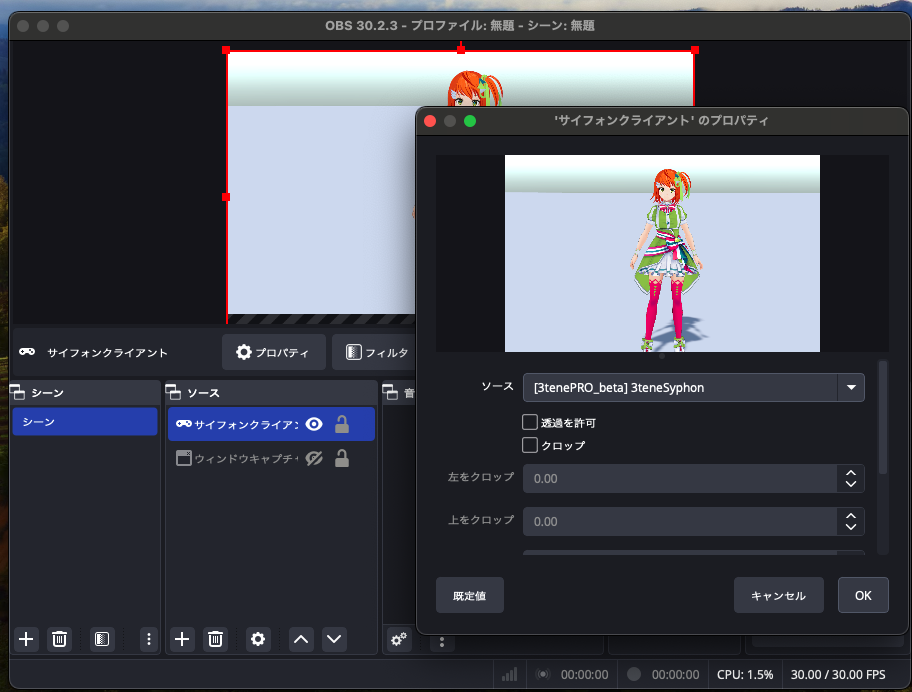 OBS 30.2.3 - プロファイル: 無題 - シーン: 無題
'サイフォンクライアント' のプロパティ
サイフォンクライアント
プロパティ
フィルタ
ソース
[3tenePRO_beta] 3teneSyphon
透過を許可
クロップ
左をクロップ
0.00
上をクロップ
0.00
既定値
キャンセル
OK
シーン
シーン
ソース
サイフォンクライアン
ウィンドウキャプチャ
音
00:00:00
00:00:00
CPU: 1.5%
30.00 / 30.00 FPS